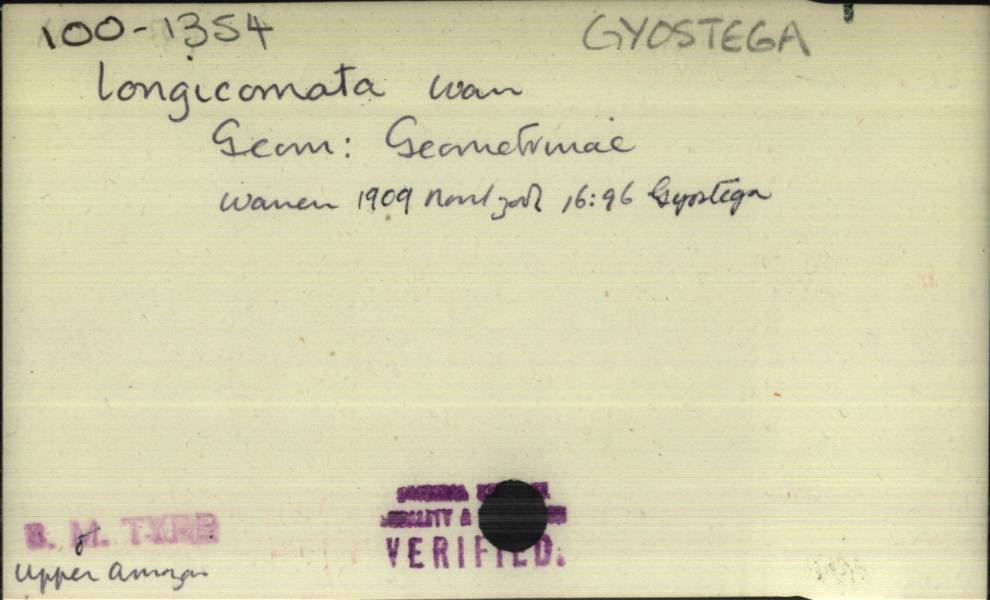 100-1354 GYOSTEGA
longicomata Warr
Geom: Geometrinae
Warren 1909 Novit zool 16:96 Gyostega
B. M. TYPE
Upper Amazon
VERIFIED.